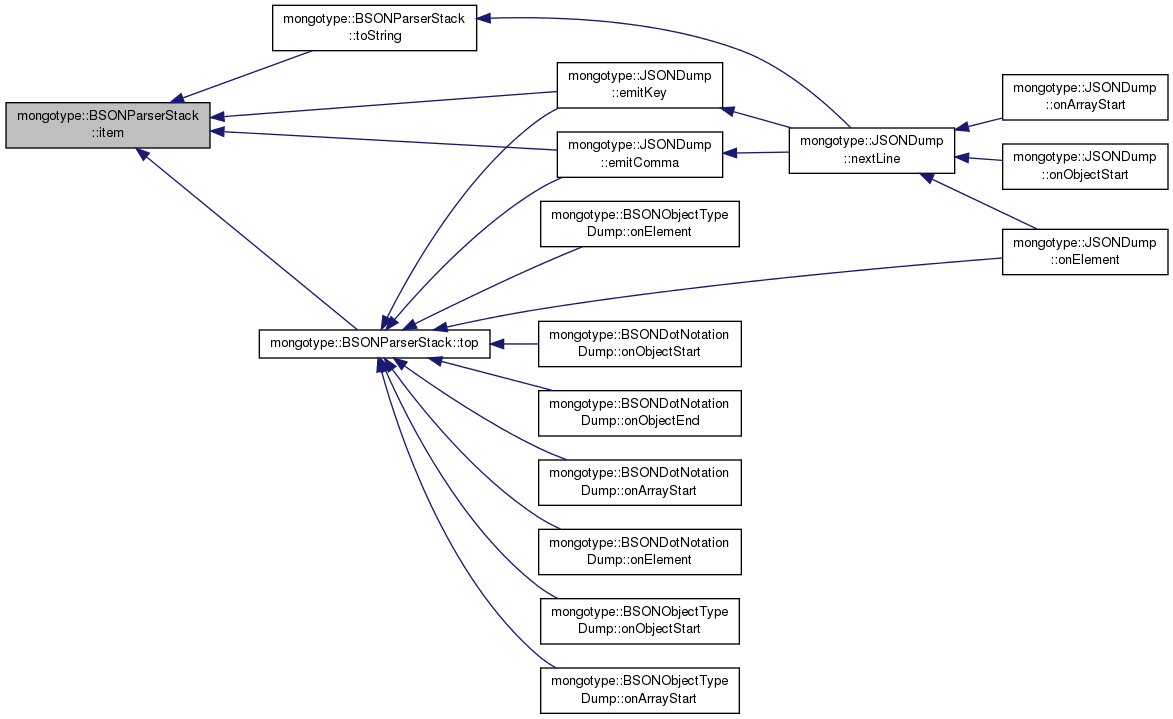 mongotype::BSONParserStack
::item
mongotype::BSONParserStack
::toString
mongotype::JSONDump
::emitKey
mongotype::JSONDump
::emitComma
mongotype::JSONDump
::nextLine
mongotype::JSONDump
::onArrayStart
mongotype::JSONDump
::onObjectStart
mongotype::JSONDump
::onElement
mongotype::BSONParserStack::top
mongotype::BSONObjectType
Dump::onElement
mongotype::BSONDotNotation
Dump::onObjectStart
mongotype::BSONDotNotation
Dump::onObjectEnd
mongotype::BSONDotNotation
Dump::onArrayStart
mongotype::BSONDotNotation
Dump::onElement
mongotype::BSONObjectType
Dump::onObjectStart
mongotype::BSONObjectType
Dump::onArrayStart